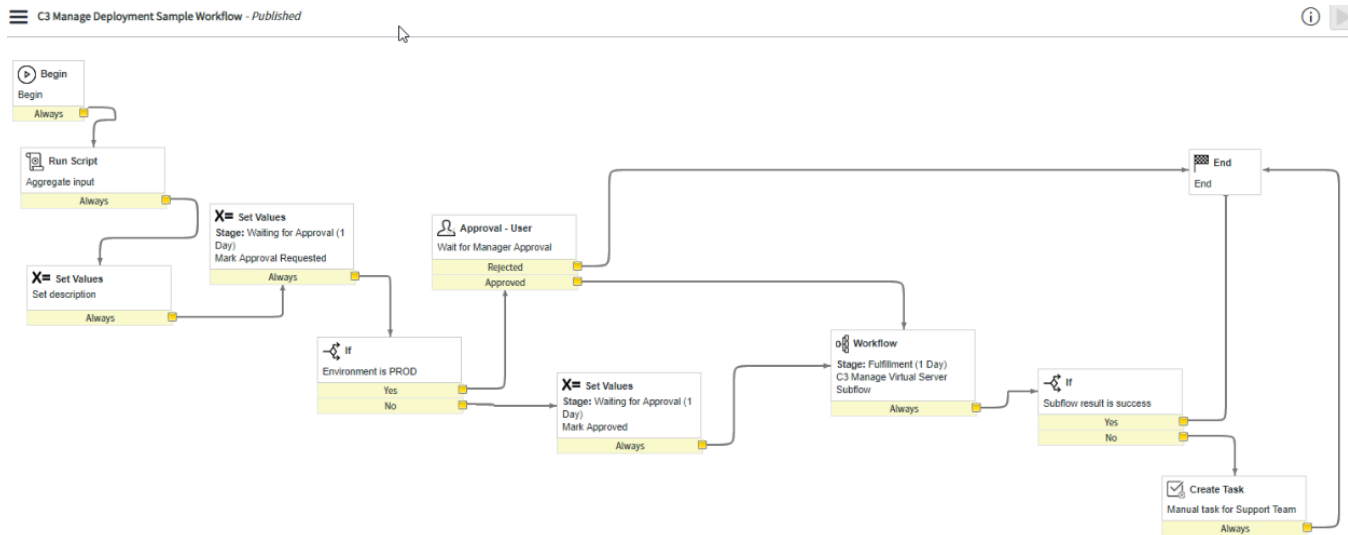 C3 Manage Deployment Sample Workflow - Published
Begin
Begin
Always
Run Script
Aggregate input
Always
X= Set Values
Set description
Always
X= Set Values
Stage: Waiting for Approval (1
Day)
Mark Approval Requested
Always
If
Environment is PROD
Yes
No
Approval - User
Wait for Manager Approval
Rejected
Approved
X= Set Values
Stage: Waiting for Approval (1
Day)
Mark Approved
Always
Workflow
Stage: Fulfillment (1 Day)
C3 Manage Virtual Server
Subflow
Always
If
Subflow result is success
Yes
No
Create Task
Manual task for Support Team
Always
End
End